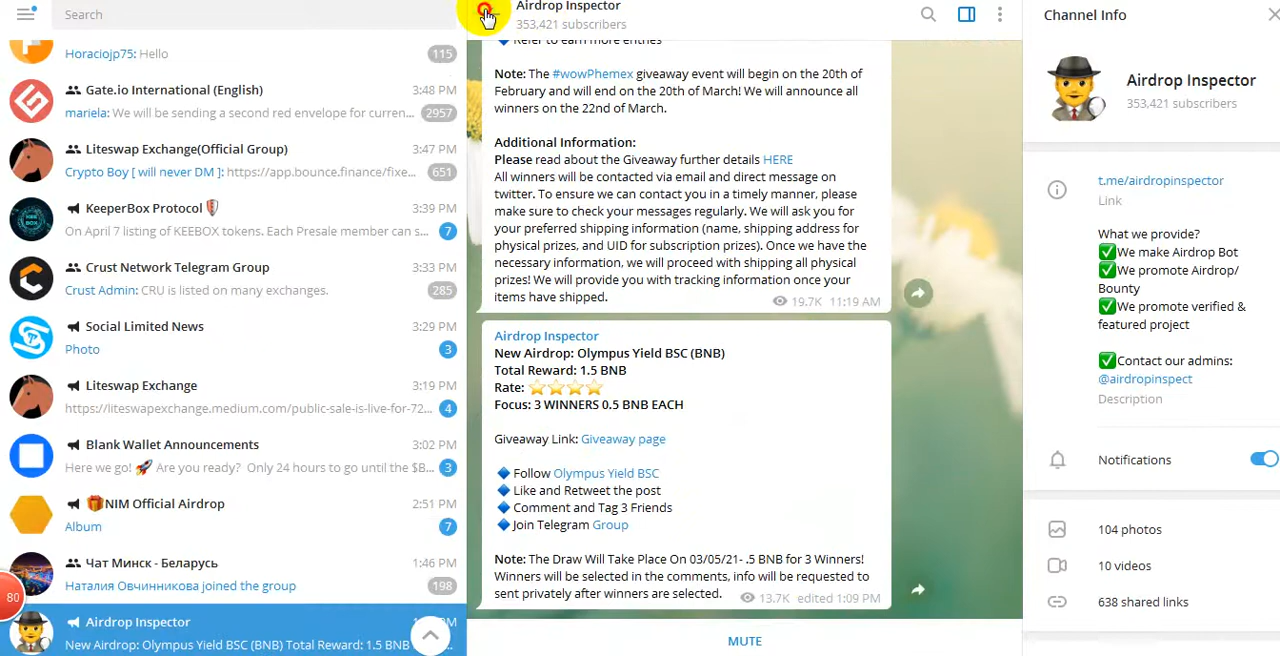 Search
Horaciojp75: Hello
115
Gate.io International (English)
3:48 PM
mariela: We will be sending a second red envelope for curren...
2957
Liteswap Exchange(Official Group)
3:47 PM
Crypto Boy [ will never DM ]: https://app.bounce.finance/fixe...
651
KeeperBox Protocol
3:39 PM
On April 7 listing of KEEBOX tokens. Each Presale member can s...
7
Crust Network Telegram Group
3:33 PM
Crust Admin: CRU is listed on many exchanges.
285
Social Limited News
3:29 PM
Photo
3
Liteswap Exchange
3:19 PM
https://liteswapexchange.medium.com/public-sale-is-live-for-72...
4
Blank Wallet Announcements
3:02 PM
Here we go! 🚀 Are you ready? Only 24 hours to go until the $B...
3
🎁NIM Official Airdrop
2:51 PM
Album
7
Чат Минск - Беларусь
1:46 PM
Наталия Овчинникова joined the group
198
80
Airdrop Inspector
New Airdrop: Olympus Yield BSC (BNB) Total Reward: 1.5 BNB
Airdrop Inspector
353,421 subscribers
Refer to earn more entries
Note: The #wowPhemex giveaway event will begin on the 20th of
February and will end on the 20th of March! We will announce all
winners on the 22nd of March.
Additional Information:
Please read about the Giveaway further details HERE
All winners will be contacted via email and direct message on
twitter. To ensure we can contact you in a timely manner, please
make sure to check your messages regularly. We will ask you for
your preferred shipping information (name, shipping address for
physical prizes, and UID for subscription prizes). Once we have the
necessary information, we will proceed with shipping all physical
prizes! We will provide you with tracking information once your
items have shipped.
19.7K 11:19 AM
Airdrop Inspector
New Airdrop: Olympus Yield BSC (BNB)
Total Reward: 1.5 BNB
Rate: ⭐⭐⭐⭐
Focus: 3 WINNERS 0.5 BNB EACH
Giveaway Link: Giveaway page
🔹 Follow Olympus Yield BSC
🔹 Like and Retweet the post
🔹 Comment and Tag 3 Friends
🔹 Join Telegram Group
Note: The Draw Will Take Place On 03/05/21- .5 BNB for 3 Winners!
Winners will be selected in the comments, info will be requested to
sent privately after winners are selected.
13.7K edited 1:09 PM
MUTE
Channel Info
Airdrop Inspector
353,421 subscribers
t.me/airdropinspector
Link
What we provide?
✅We make Airdrop Bot
✅We promote Airdrop/
Bounty
✅We promote verified &
featured project
✅Contact our admins:
@airdropinspect
Description
Notifications
104 photos
10 videos
638 shared links